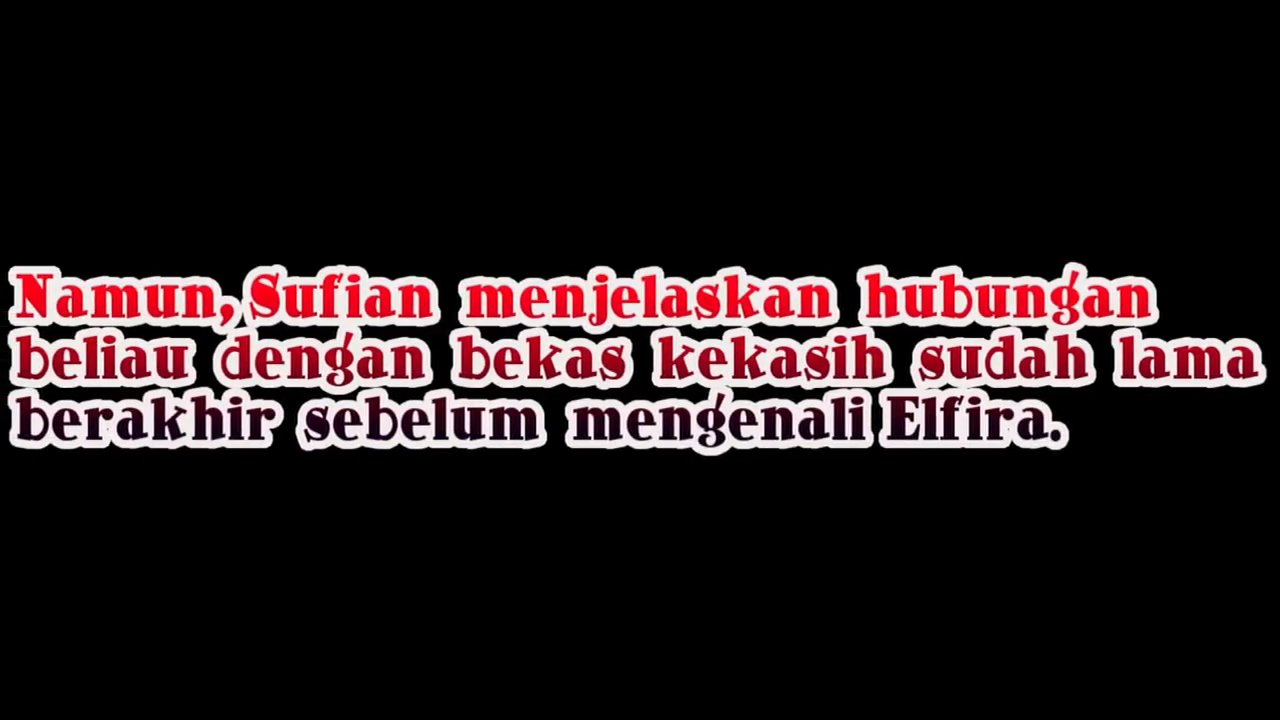 Namun, Sufian menjelaskan hubungan
beliau dengan bekas kekasih sudah lama
berakhir sebelum mengenali Elfira.